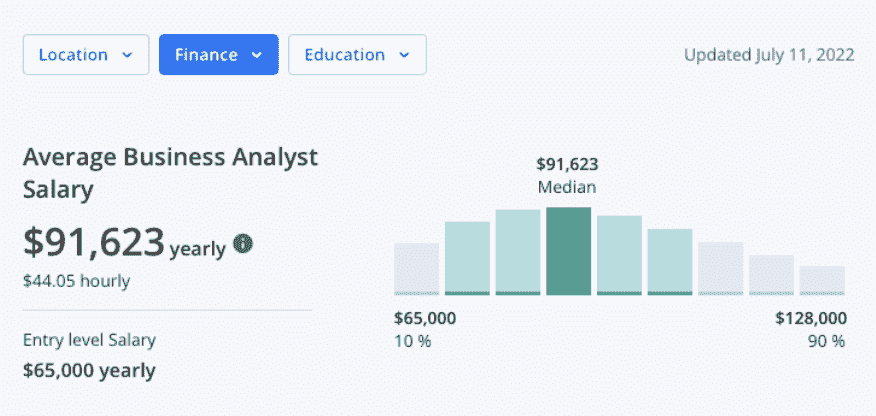 Location Finance Education Updated July 11, 2022
Average Business Analyst
Salary
$91,623 yearly
$44.05 hourly
Entry level Salary
$65,000 yearly
$91,623
Median
$65,000 $128,000
10 % 90 %